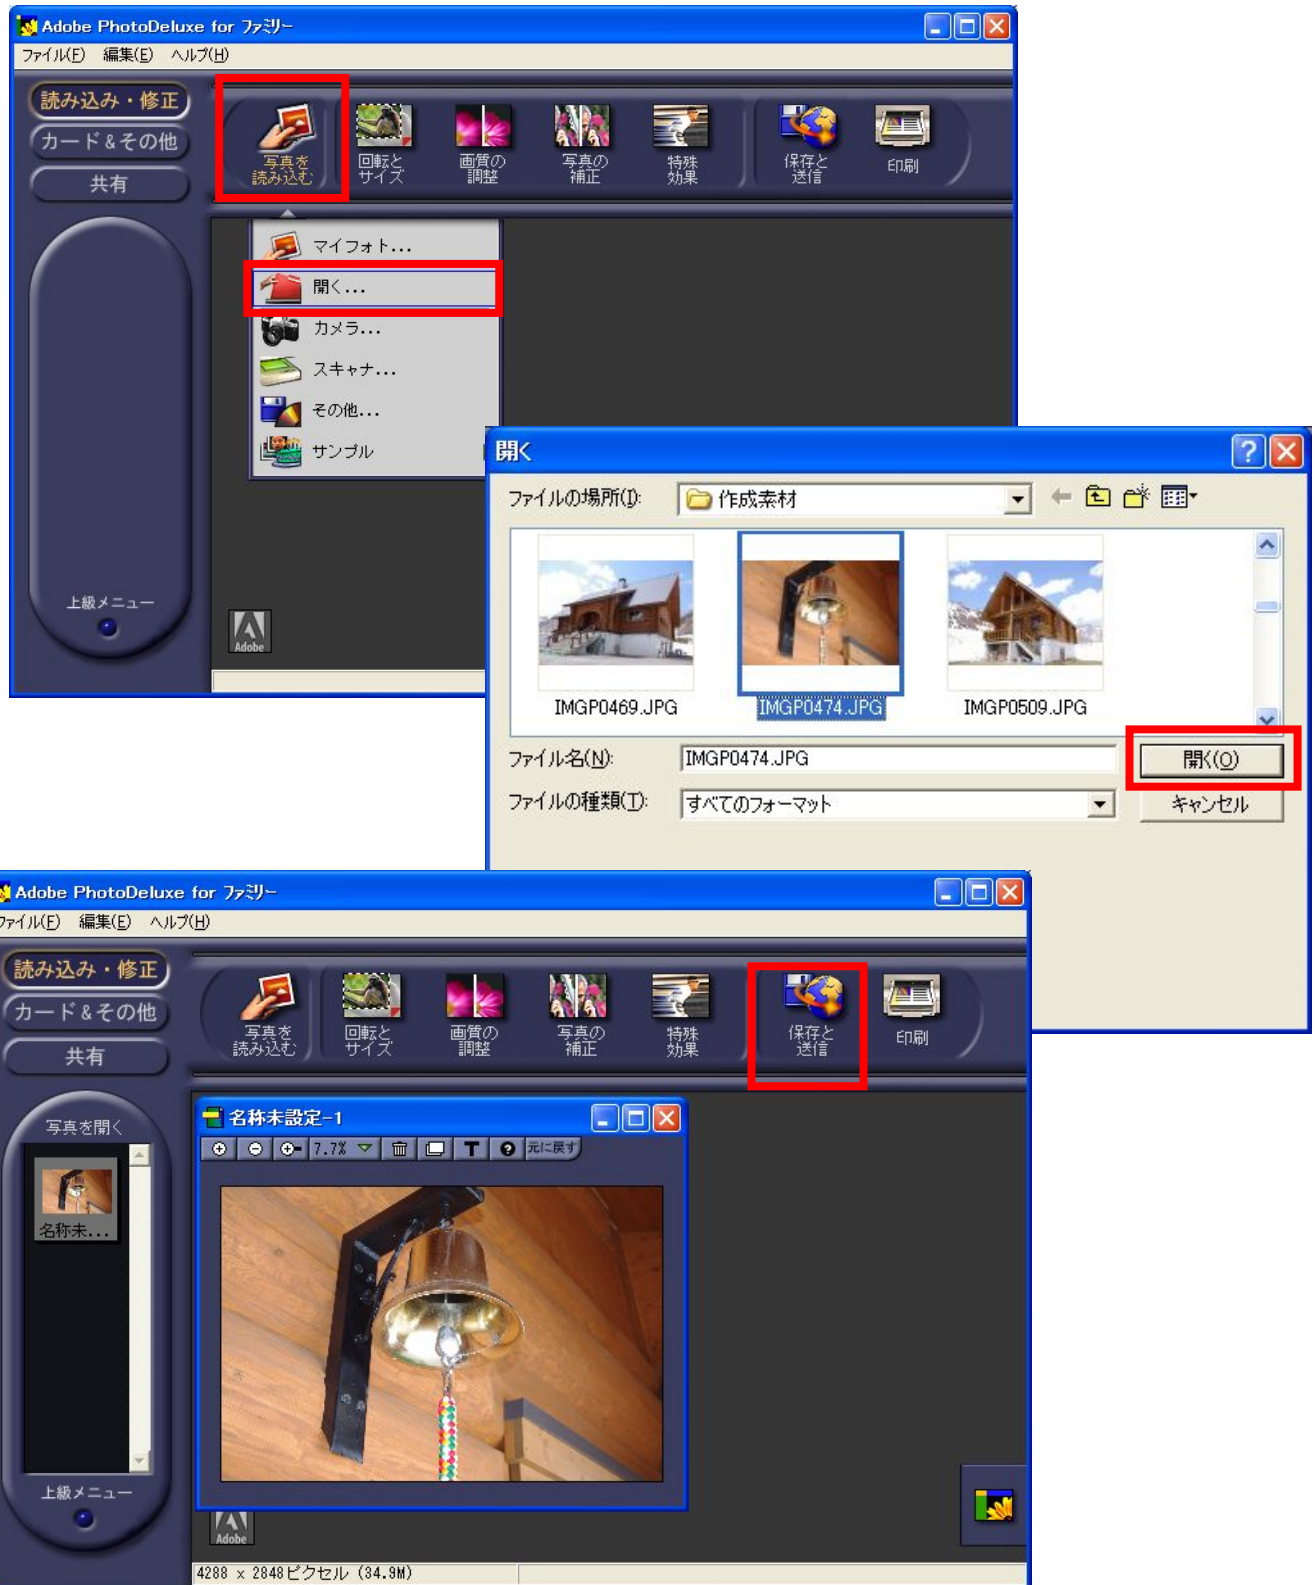 Adobe PhotoDeluxe for ファミリー
ファイル(F) 編集(E) ヘルプ(H)
読み込み・修正
カード＆その他
共有
写真を
読み込む
回転と
サイズ
画質の
調整
写真の
補正
特殊
効果
保存と
送信
印刷
マイフォト...
開く...
カメラ...
スキャナ...
その他...
サンプル
上級メニュー
Adobe
開く
ファイルの場所(I):
作成素材
IMGP0469.JPG
IMGP0474.JPG
IMGP0509.JPG
ファイル名(N):
IMGP0474.JPG
開く(O)
ファイルの種類(T):
すべてのフォーマット
キャンセル
Adobe PhotoDeluxe for ファミリー
ファイル(F) 編集(E) ヘルプ(H)
読み込み・修正
カード＆その他
共有
写真を
読み込む
回転と
サイズ
画質の
調整
写真の
補正
特殊
効果
保存と
送信
印刷
写真を開く
名称未...
上級メニュー
名称未設定-1
7.7%
T
元に戻す
Adobe
4288 x 2848ピクセル (34.9M)